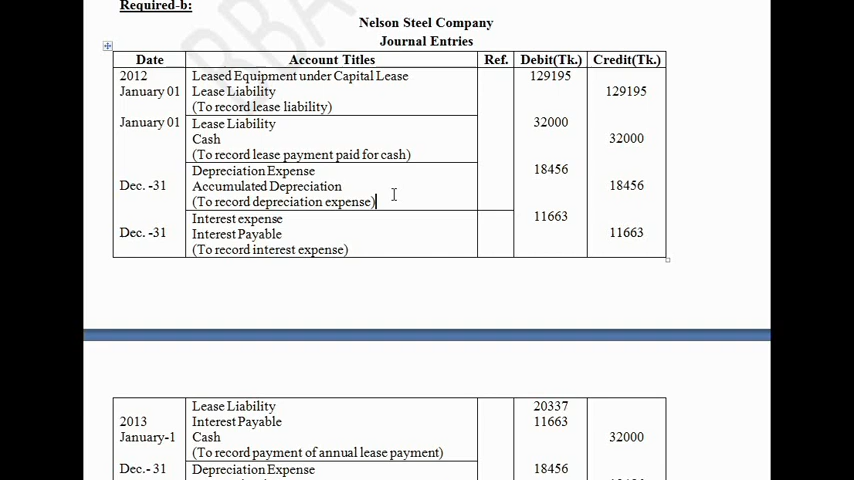 Required-b:
Nelson Steel Company
Journal Entries
Date Account Titles Ref. Debit(Tk.) Credit(Tk.)
2012 Leased Equipment under Capital Lease 129195
January 01 Lease Liability 129195
(To record lease liability)
January 01 Lease Liability 32000
Cash 32000
(To record lease payment paid for cash)
Depreciation Expense 18456
Dec. -31 Accumulated Depreciation 18456
(To record depreciation expense)
Interest expense 11663
Dec. -31 Interest Payable 11663
(To record interest expense)
Lease Liability 20337
2013 Interest Payable 11663
January-1 Cash 32000
(To record payment of annual lease payment)
Dec.- 31 Depreciation Expense 18456